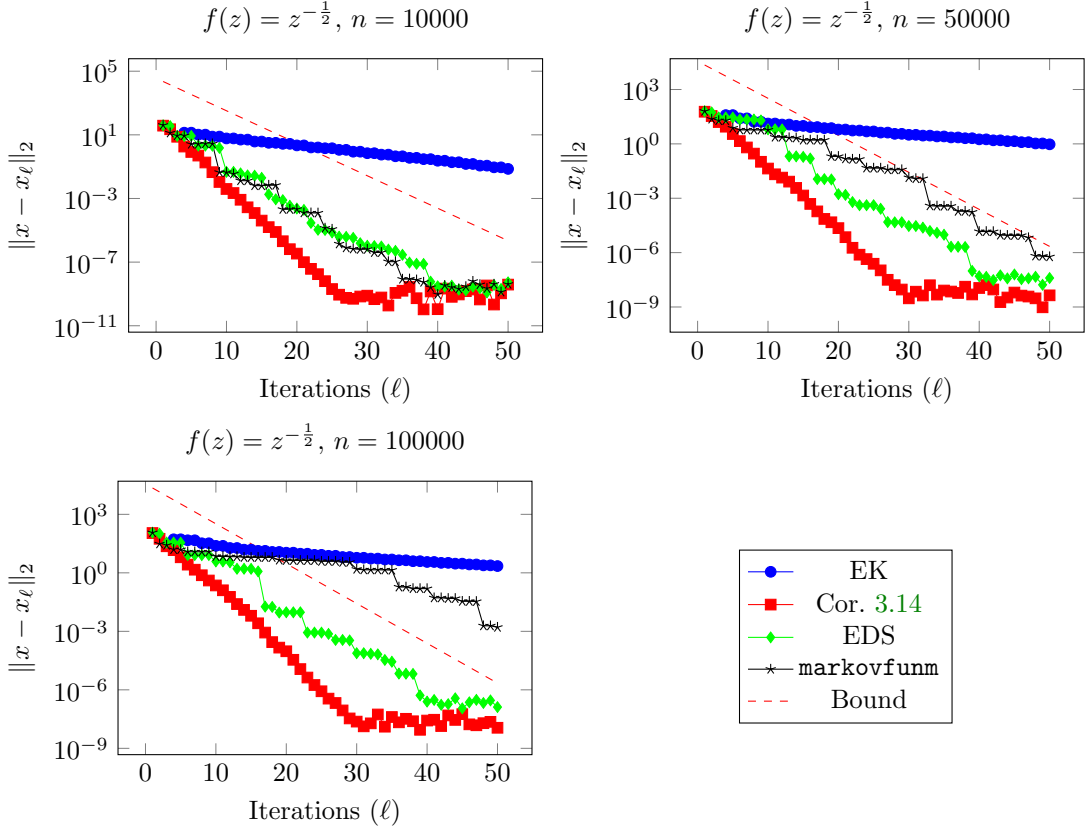 f(z) = z^{-\frac{1}{2}}, n = 10000
10^5
10^1
10^{-3}
10^{-7}
10^{-11}
‖x − x_ℓ‖_2
0 10 20 30 40 50
Iterations (ℓ)
f(z) = z^{-\frac{1}{2}}, n = 50000
10^3
10^0
10^{-3}
10^{-6}
10^{-9}
‖x − x_ℓ‖_2
0 10 20 30 40 50
Iterations (ℓ)
f(z) = z^{-\frac{1}{2}}, n = 100000
10^3
10^0
10^{-3}
10^{-6}
10^{-9}
‖x − x_ℓ‖_2
0 10 20 30 40 50
Iterations (ℓ)
EK
Cor. 3.14
EDS
markovfunm
Bound